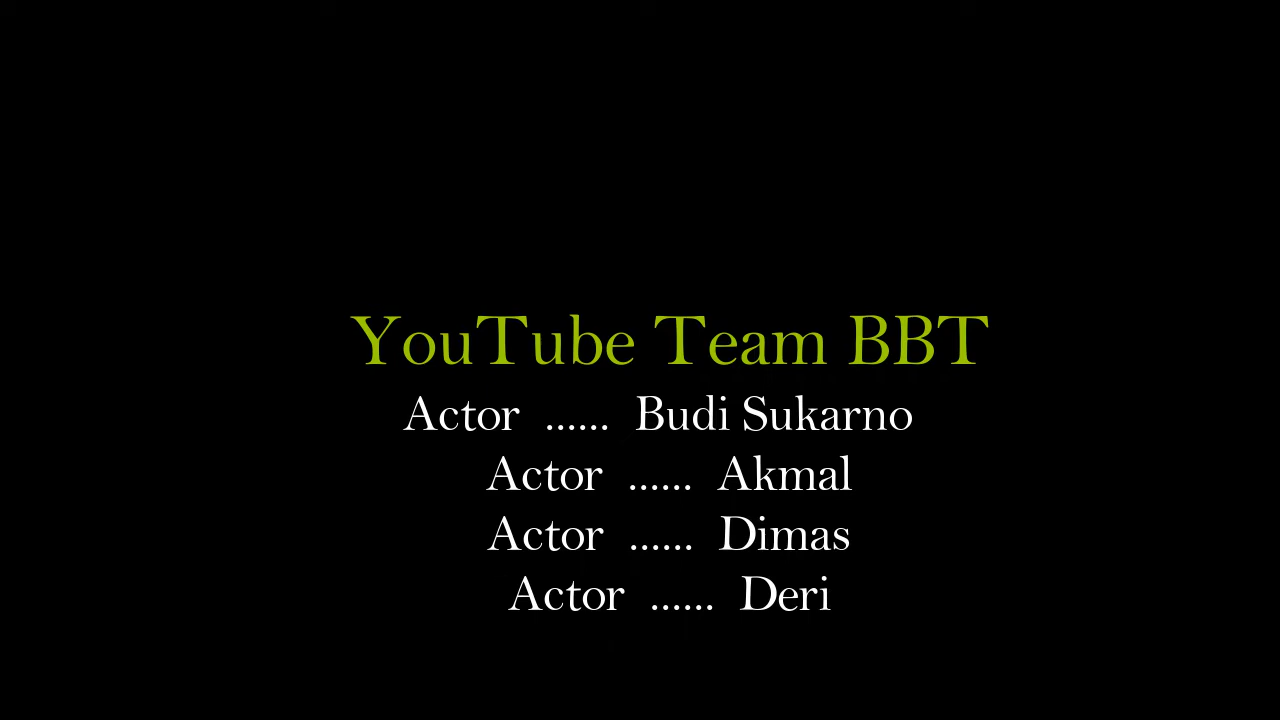 YouTube Team BBT
Actor ...... Budi Sukarno
Actor ...... Akmal
Actor ...... Dimas
Actor ...... Deri